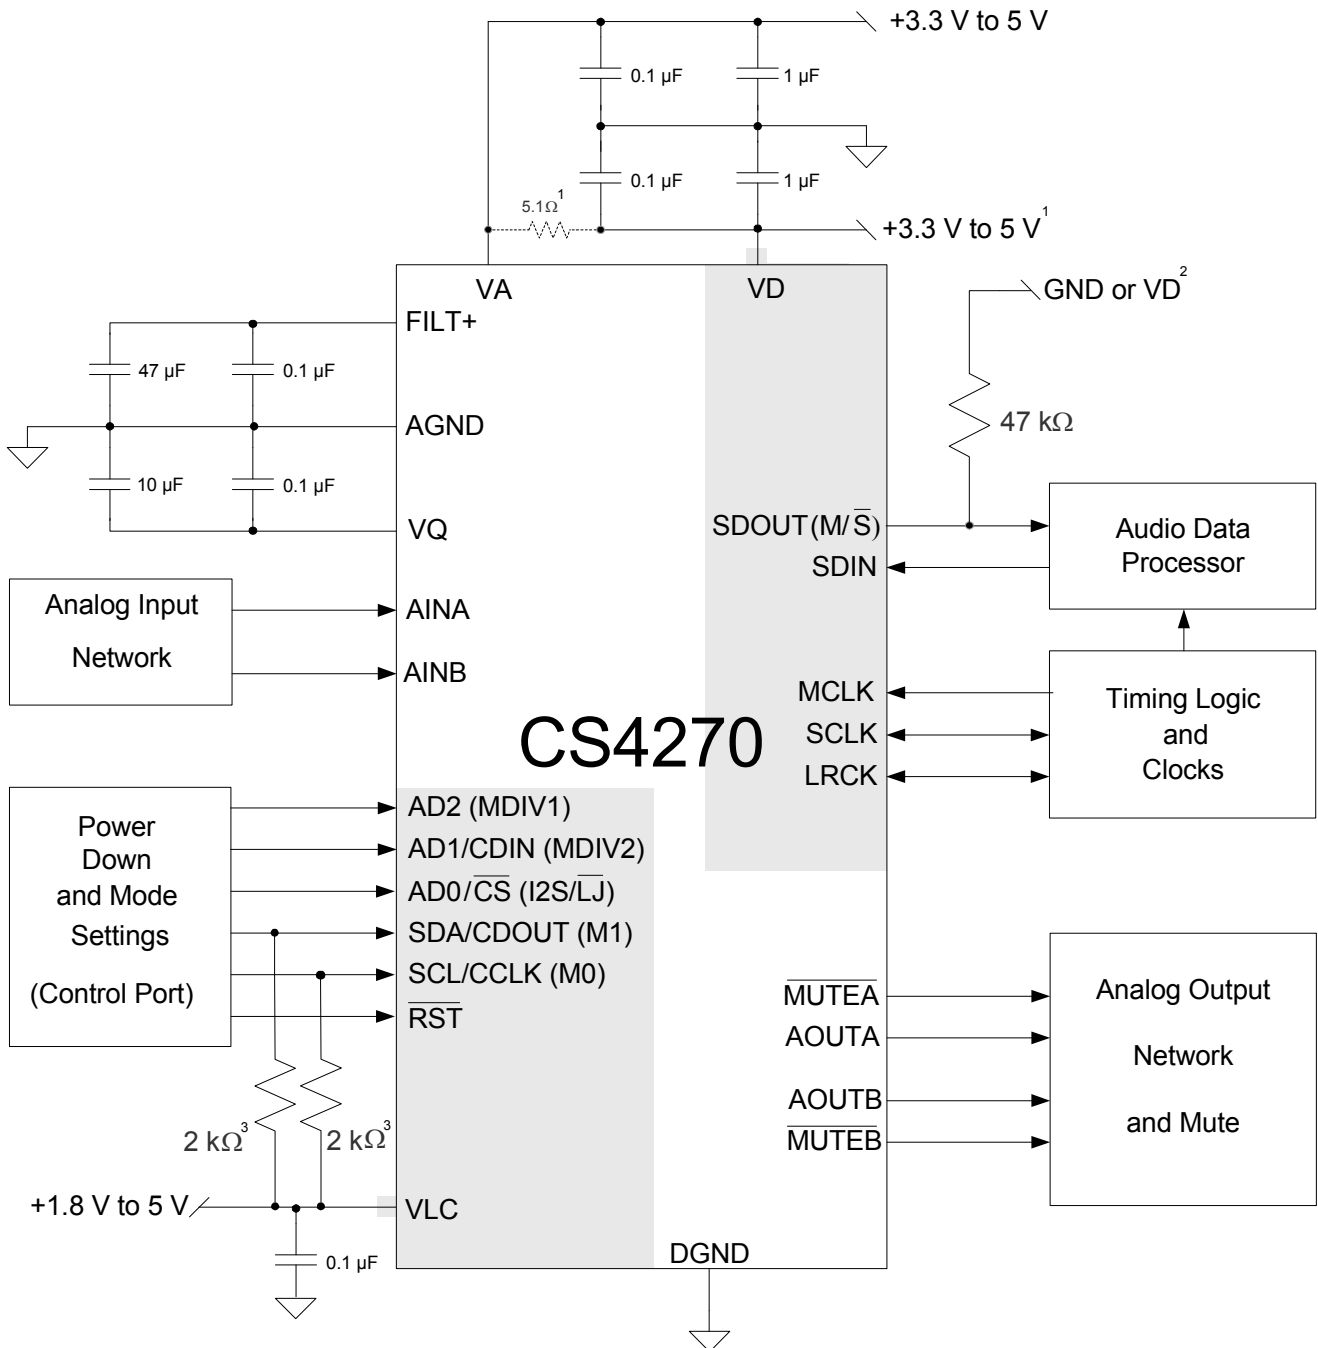 +3.3 V to 5 V
0.1 µF
1 µF
0.1 µF
1 µF
5.1Ω¹
+3.3 V to 5 V¹
VA
VD
GND or VD²
FILT+
47 µF
0.1 µF
47 kΩ
AGND
10 µF
0.1 µF
VQ
SDOUT(M/S̅)
SDIN
Audio Data
Processor
Analog Input
Network
AINA
AINB
MCLK
SCLK
LRCK
Timing Logic
and
Clocks
CS4270
Power
Down
and Mode
Settings
(Control Port)
AD2 (MDIV1)
AD1/CDIN (MDIV2)
AD0/C̅S̅ (I2S/L̅J̅)
SDA/CDOUT (M1)
SCL/CCLK (M0)
R̅S̅T̅
M̅U̅T̅E̅A̅
AOUTA
AOUTB
M̅U̅T̅E̅B̅
Analog Output
Network
and Mute
2 kΩ³
2 kΩ³
+1.8 V to 5 V
VLC
0.1 µF
DGND